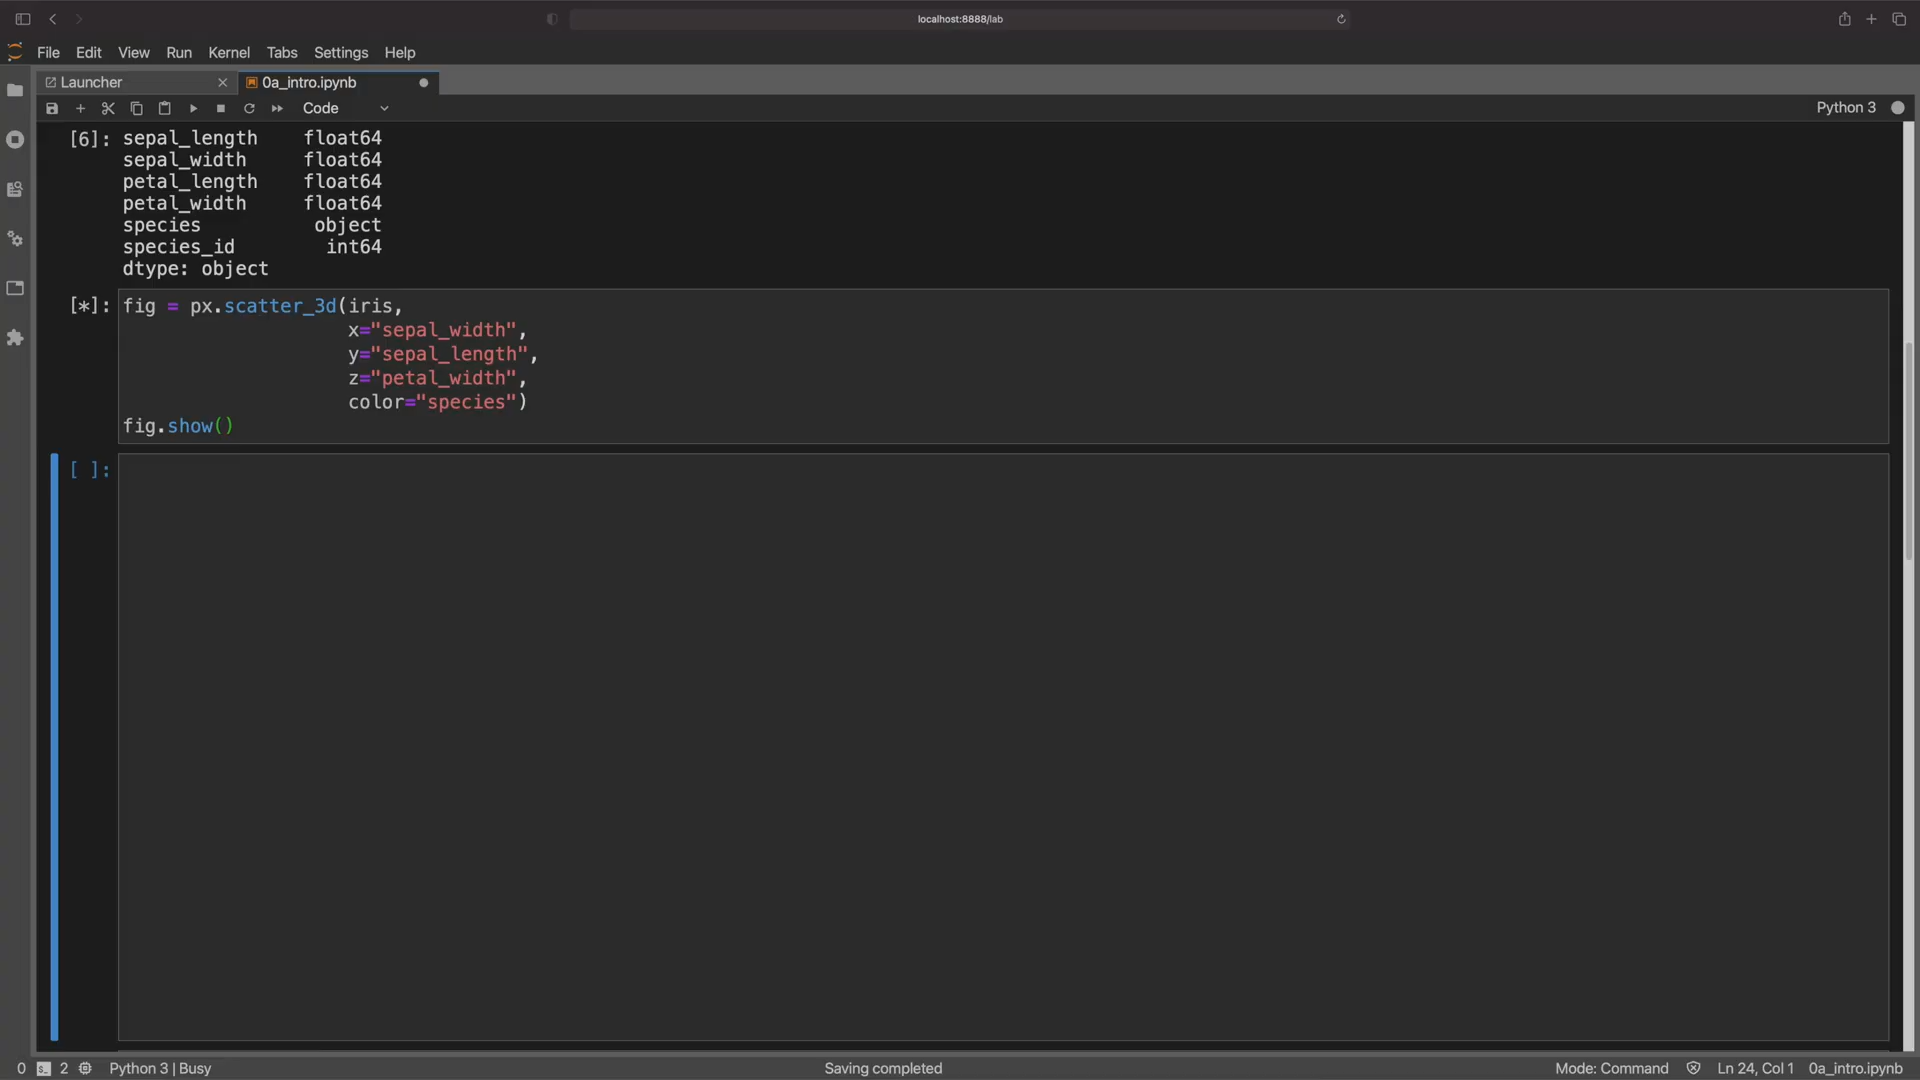 localhost:8888/lab
File Edit View Run Kernel Tabs Settings Help
Launcher 0a_intro.ipynb
Code Python 3
[6]: sepal_length float64
sepal_width float64
petal_length float64
petal_width float64
species object
species_id int64
dtype: object
[*]: fig = px.scatter_3d(iris,
x="sepal_width",
y="sepal_length",
z="petal_width",
color="species")
fig.show()
[ ]:
0 2 Python 3 | Busy Saving completed Mode: Command Ln 24, Col 1 0a_intro.ipynb